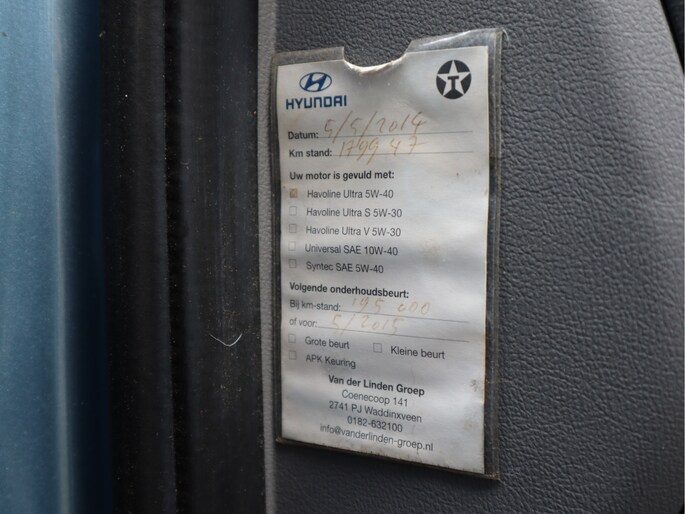 HYUNDAI
T
Datum: 5/5/2014
Km stand: 179947
Uw motor is gevuld met:
Havoline Ultra 5W-40
Havoline Ultra S 5W-30
Havoline Ultra V 5W-30
Universal SAE 10W-40
Syntec SAE 5W-40
Volgende onderhoudsbeurt:
Bij km-stand: 195 000
of voor: 5/2015
Grote beurt Kleine beurt
APK Keuring
Van der Linden Groep
Coenecoop 141
2741 PJ Waddinxveen
0182-632100
info@vanderlinden-groep.nl